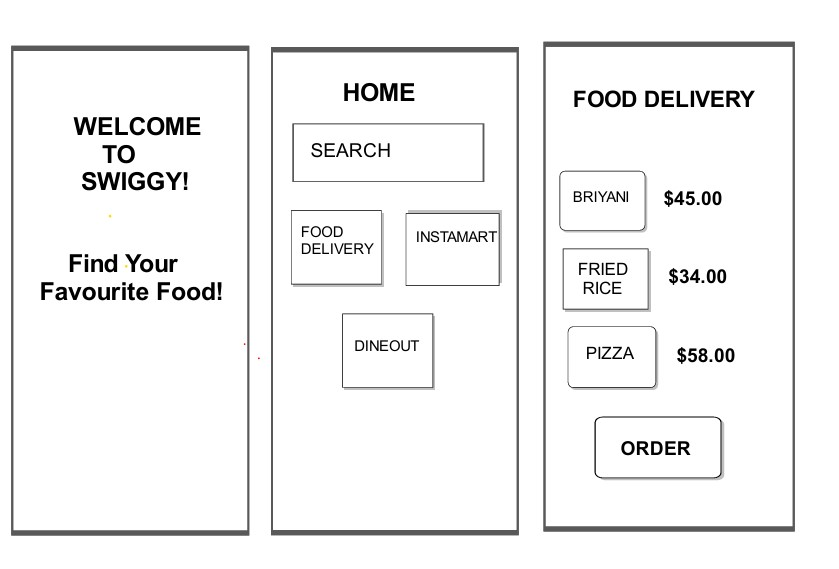 WELCOME
TO
SWIGGY!
Find Your
Favourite Food!
HOME
SEARCH
FOOD
DELIVERY
INSTAMART
DINEOUT
FOOD DELIVERY
BRIYANI $45.00
FRIED
RICE $34.00
PIZZA $58.00
ORDER